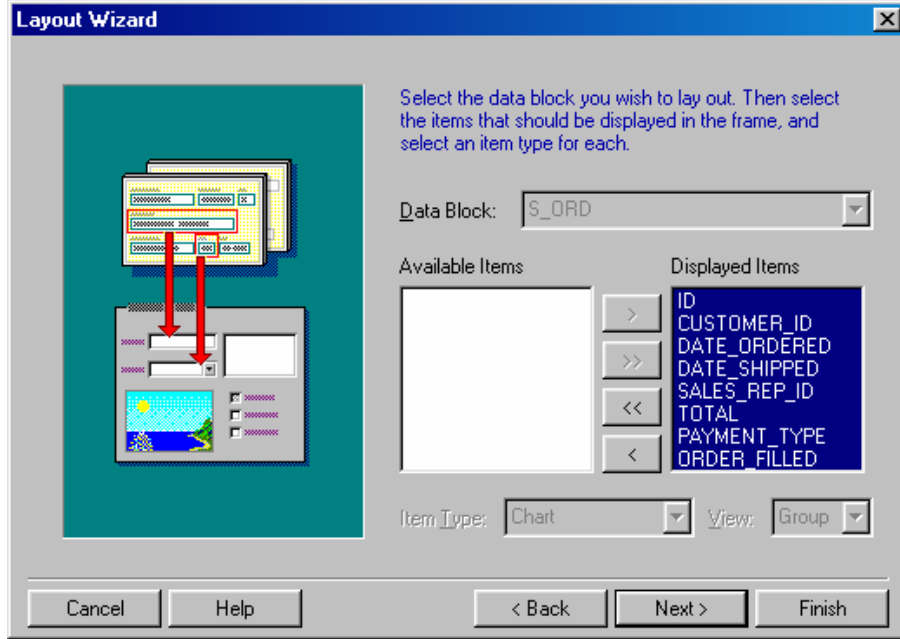 Layout Wizard
Select the data block you wish to lay out. Then select
the items that should be displayed in the frame, and
select an item type for each.
Data Block: S_ORD
Available Items
Displayed Items
>
>>
<<
<
ID
CUSTOMER_ID
DATE_ORDERED
DATE_SHIPPED
SALES_REP_ID
TOTAL
PAYMENT_TYPE
ORDER_FILLED
Item Type: Chart View: Group
Cancel Help < Back Next > Finish